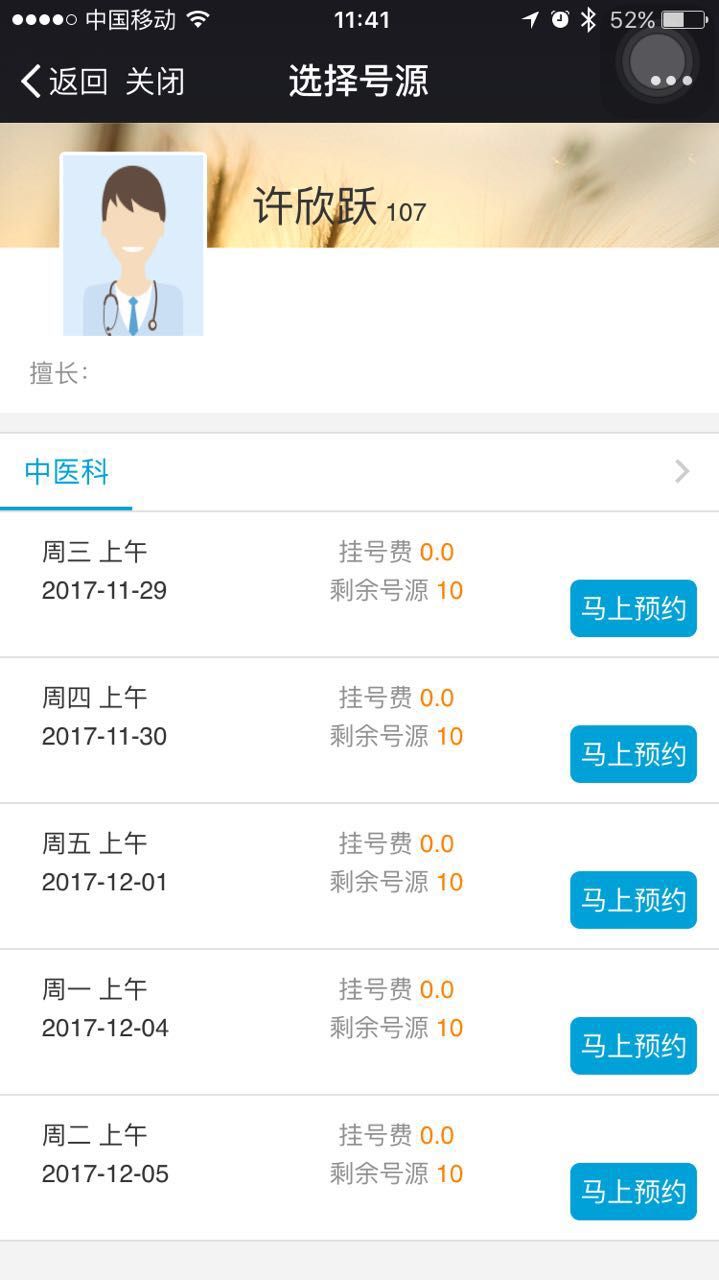 中国移动 11:41 52%
返回 关闭 选择号源
许欣跃 107
擅长:
中医科
周三 上午 挂号费 0.0
2017-11-29 剩余号源 10
马上预约
周四 上午 挂号费 0.0
2017-11-30 剩余号源 10
马上预约
周五 上午 挂号费 0.0
2017-12-01 剩余号源 10
马上预约
周一 上午 挂号费 0.0
2017-12-04 剩余号源 10
马上预约
周二 上午 挂号费 0.0
2017-12-05 剩余号源 10
马上预约